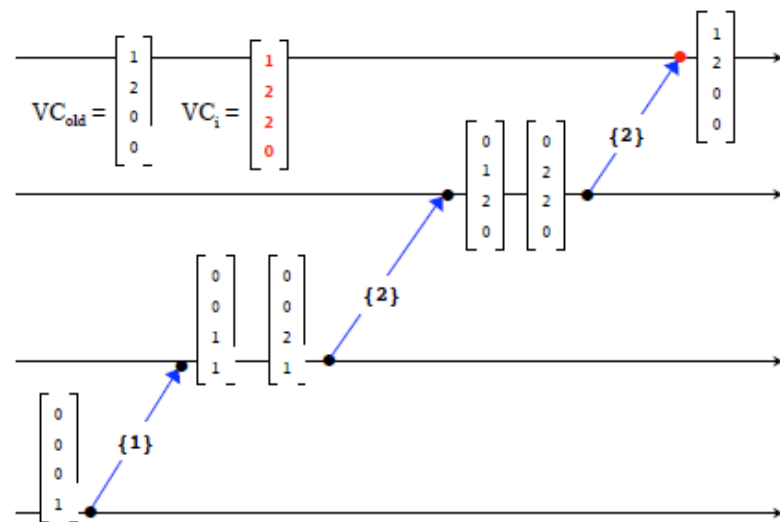 VC_old = [1 2 0 0]
VC_i = [1 2 2 0]
[1 2 0 0]
{2}
[0 1 2 0]
[0 2 2 0]
{2}
[0 0 1 1]
[0 0 2 1]
{1}
[0 0 0 1]